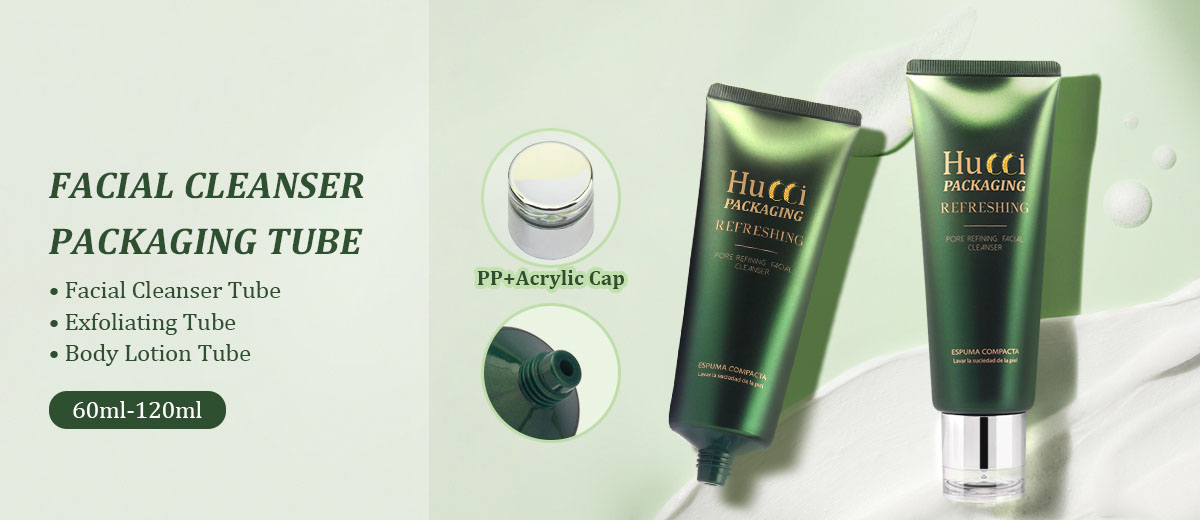 FACIAL CLEANSER
PACKAGING TUBE
• Facial Cleanser Tube
• Exfoliating Tube
• Body Lotion Tube
60ml-120ml
PP+Acrylic Cap
Hucci
PACKAGING
REFRESHING
PORE REFINING FACIAL
CLEANSER
ESPUMA COMPACTA
Lavar la suciedad de la piel
Hucci
PACKAGING
REFRESHING
PORE REFINING FACIAL
CLEANSER
ESPUMA COMPACTA
Lavar la suciedad de la piel